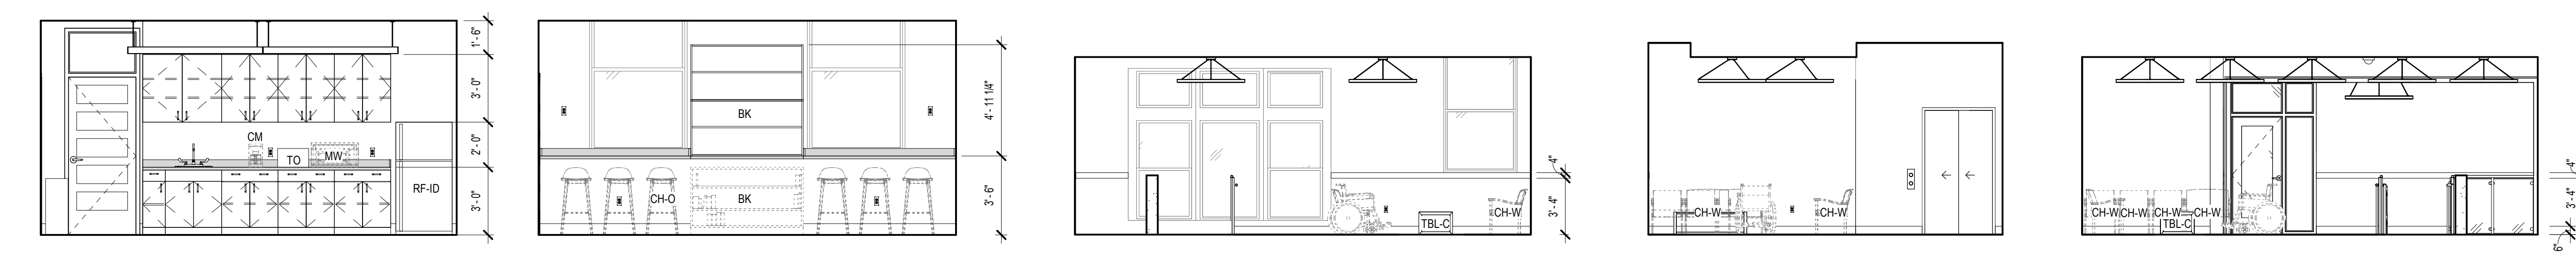 1' - 6"
3' - 0"
2' - 0"
3' - 0"
CM
TO
MW
RF-ID
BK
CH-O
BK
4' - 11 1/4"
3' - 6"
TBL-C
CH-W
4"
3' - 4"
CH-W
CH-W
CH-W
CH-W
CH-W
CH-W
TBL-C
4"
3' - 4"
6"